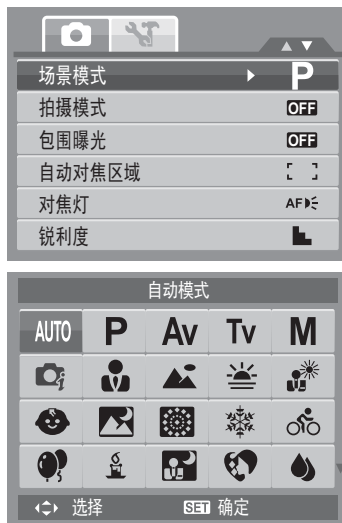 场景模式 P
拍摄模式 OFF
包围曝光 OFF
自动对焦区域
对焦灯 AF
锐利度
自动模式
AUTO P Av Tv M
选择 SET 确定